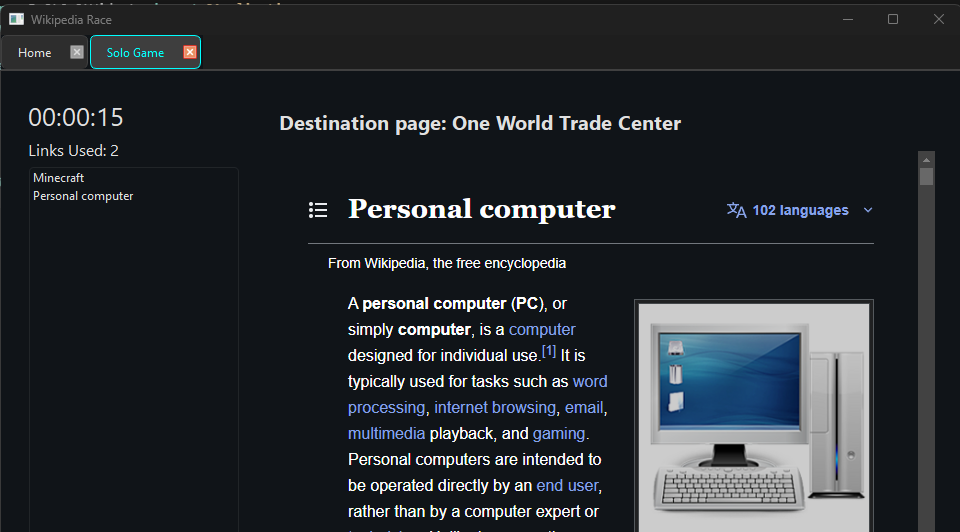 Wikipedia Race
Home
Solo Game
00:00:15
Links Used: 2
Minecraft
Personal computer
Destination page: One World Trade Center
Personal computer
102 languages
From Wikipedia, the free encyclopedia
A personal computer (PC), or
simply computer, is a computer
designed for individual use.[1] It is
typically used for tasks such as word
processing, internet browsing, email,
multimedia playback, and gaming.
Personal computers are intended to
be operated directly by an end user,
rather than by a computer expert or